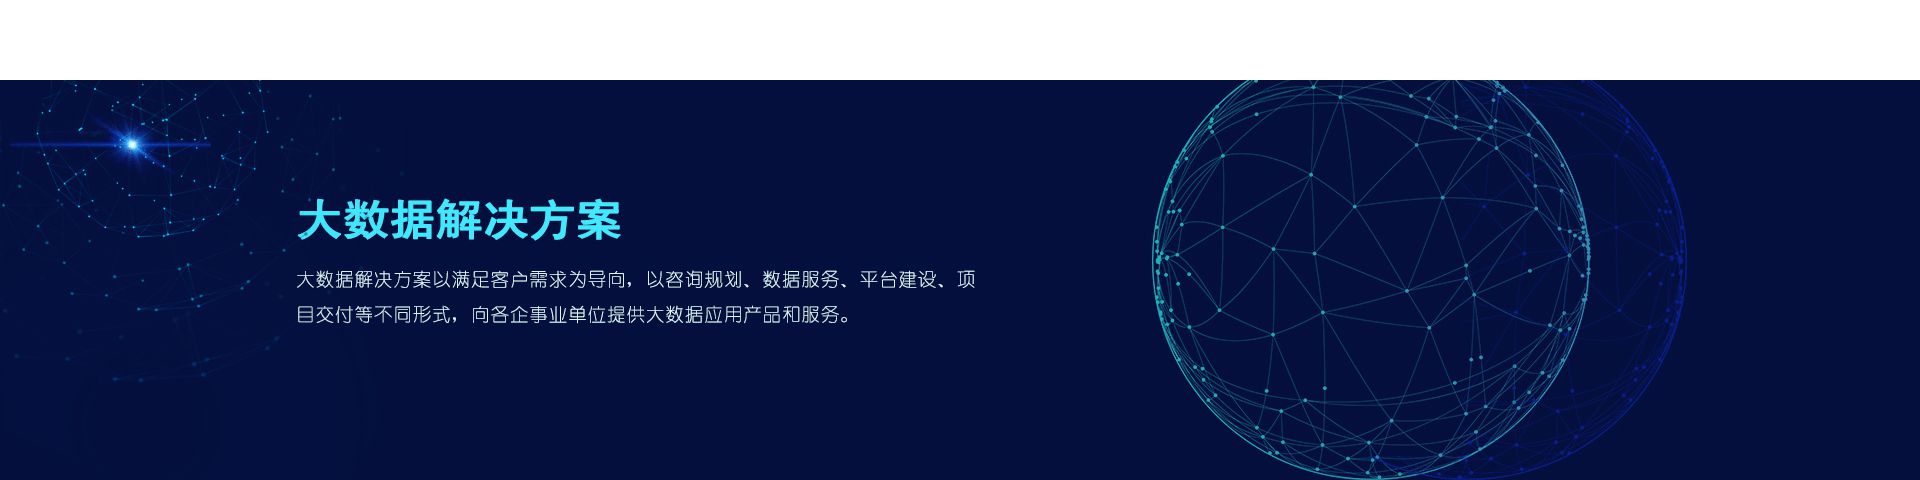 大数据解决方案
大数据解决方案以满足客户需求为导向，以咨询规划、数据服务、平台建设、项
目交付等不同形式，向各企事业单位提供大数据应用产品和服务。